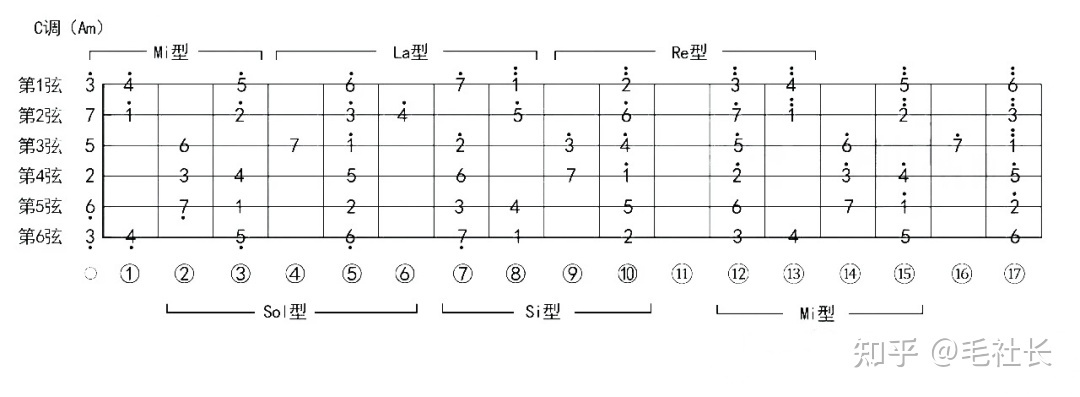 C调（Am）
Mi型 La型 Re型
第1弦 3 4 5 6 7 1 2 3 4 5 6
第2弦 7 1 2 3 4 5 6 7 1 2 3
第3弦 5 6 7 1 2 3 4 5 6 7 1
第4弦 2 3 4 5 6 7 1 2 3 4 5
第5弦 6 7 1 2 3 4 5 6 7 1 2
第6弦 3 4 5 6 7 1 2 3 4 5 6
○ ① ② ③ ④ ⑤ ⑥ ⑦ ⑧ ⑨ ⑩ ⑪ ⑫ ⑬ ⑭ ⑮ ⑯ ⑰
Sol型 Si型 Mi型
知乎 @毛社长